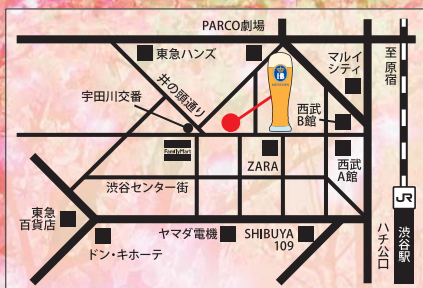 PARCO劇場
東急ハンズ
マルイ
シティ
至原宿
井の頭通り
宇田川交番
西武
B館
FamilyMart
ZARA
西武
A館
渋谷センター街
JR
東急
百貨店
ヤマダ電機
SHIBUYA
109
ドン・キホーテ
ハチ公口
渋谷駅